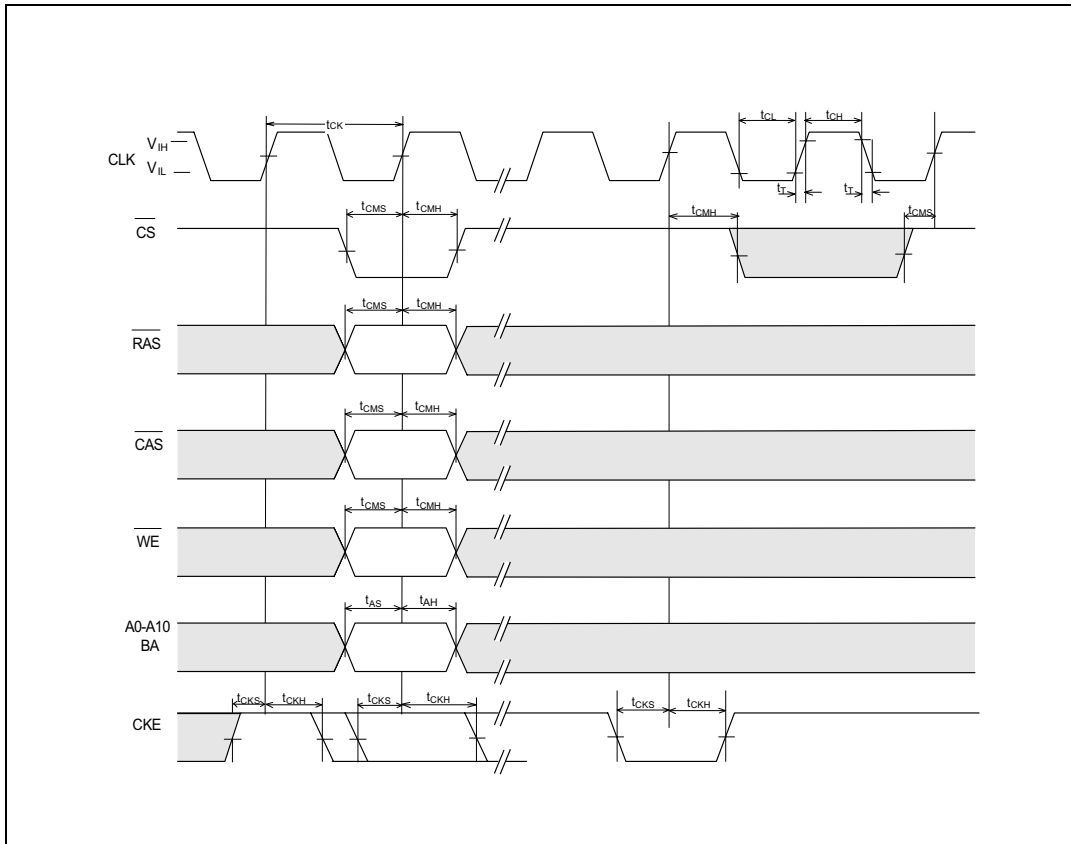 tCK
tCL
tCH
VIH
CLK
VIL
tT
tT
tCMS
tCMH
tCMH
tCMS
CS
tCMS
tCMH
RAS
tCMS
tCMH
CAS
tCMS
tCMH
WE
tAS
tAH
A0-A10
BA
tCKS
tCKH
tCKS
tCKH
tCKS
tCKH
CKE